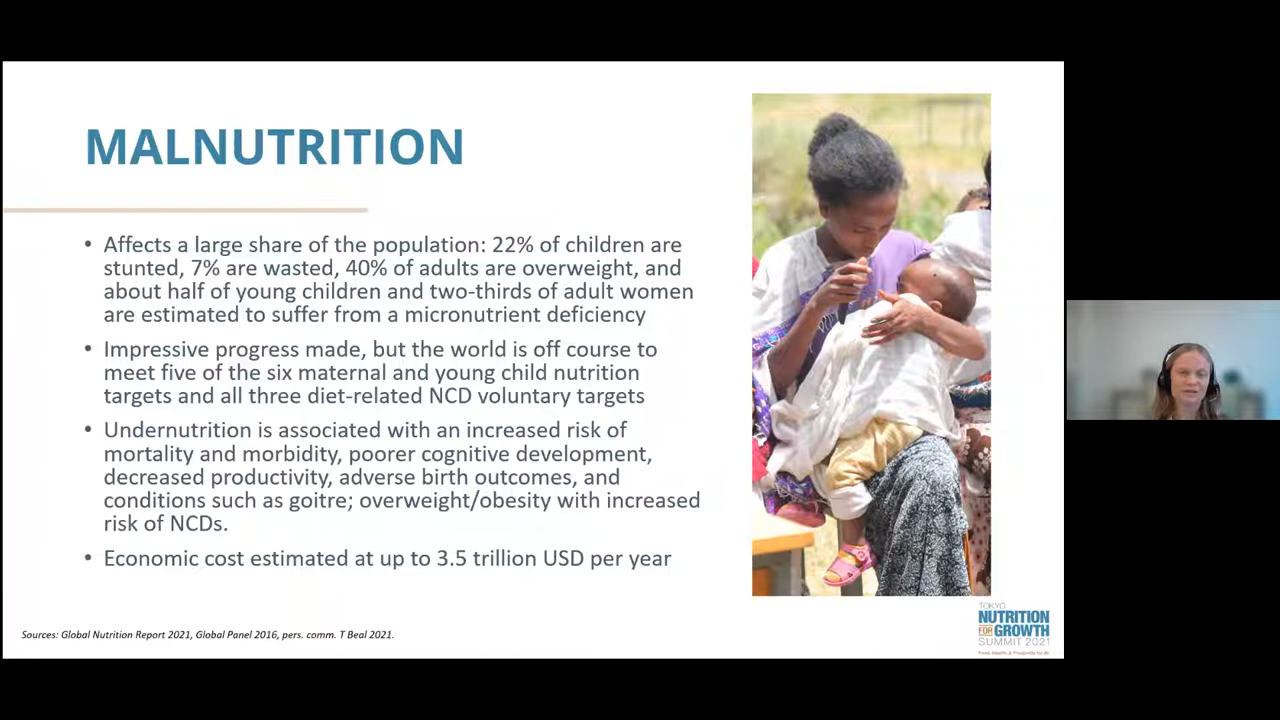 MALNUTRITION
• Affects a large share of the population: 22% of children are
stunted, 7% are wasted, 40% of adults are overweight, and
about half of young children and two-thirds of adult women
are estimated to suffer from a micronutrient deficiency
• Impressive progress made, but the world is off course to
meet five of the six maternal and young child nutrition
targets and all three diet-related NCD voluntary targets
• Undernutrition is associated with an increased risk of
mortality and morbidity, poorer cognitive development,
decreased productivity, adverse birth outcomes, and
conditions such as goitre; overweight/obesity with increased
risk of NCDs.
• Economic cost estimated at up to 3.5 trillion USD per year
Sources: Global Nutrition Report 2021, Global Panel 2016, pers. comm. T Beal 2021.
TOKYO
NUTRITION
FOR GROWTH
SUMMIT 2021
Food, Health, & Prosperity for All